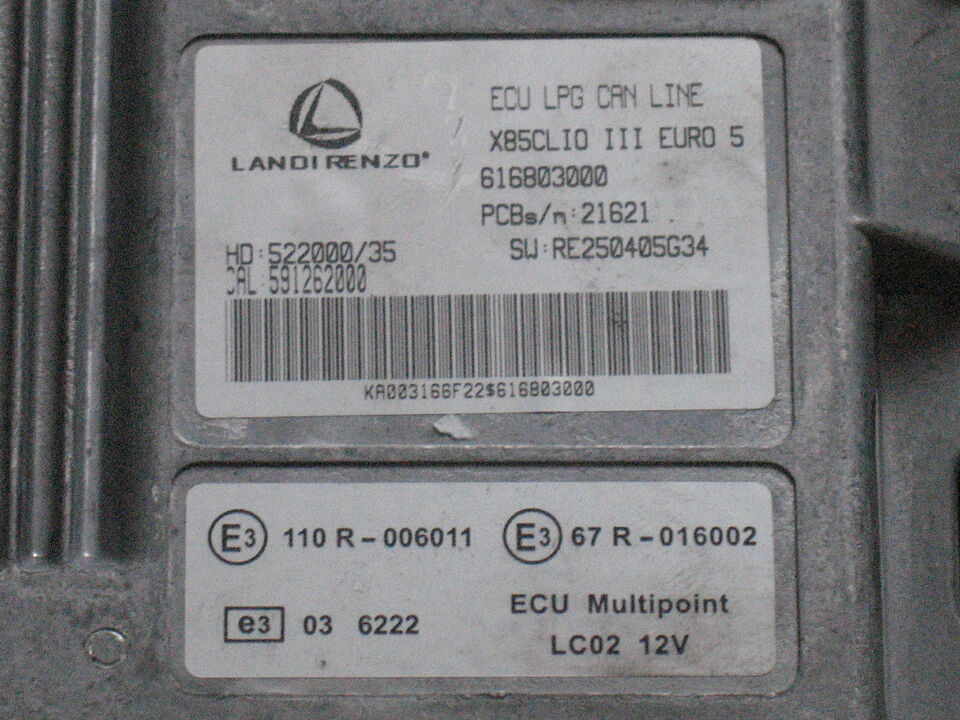 LANDI RENZO®
ECU LPG CAN LINE
X85CLIO III EURO 5
616803000
PCBs/n:21621
HD:522000/35
SW:RE250405G34
CAL:591262000
KA003166F22$616803000
E3 110 R-006011
E3 67 R-016002
e3 03 6222
ECU Multipoint
LC02 12V